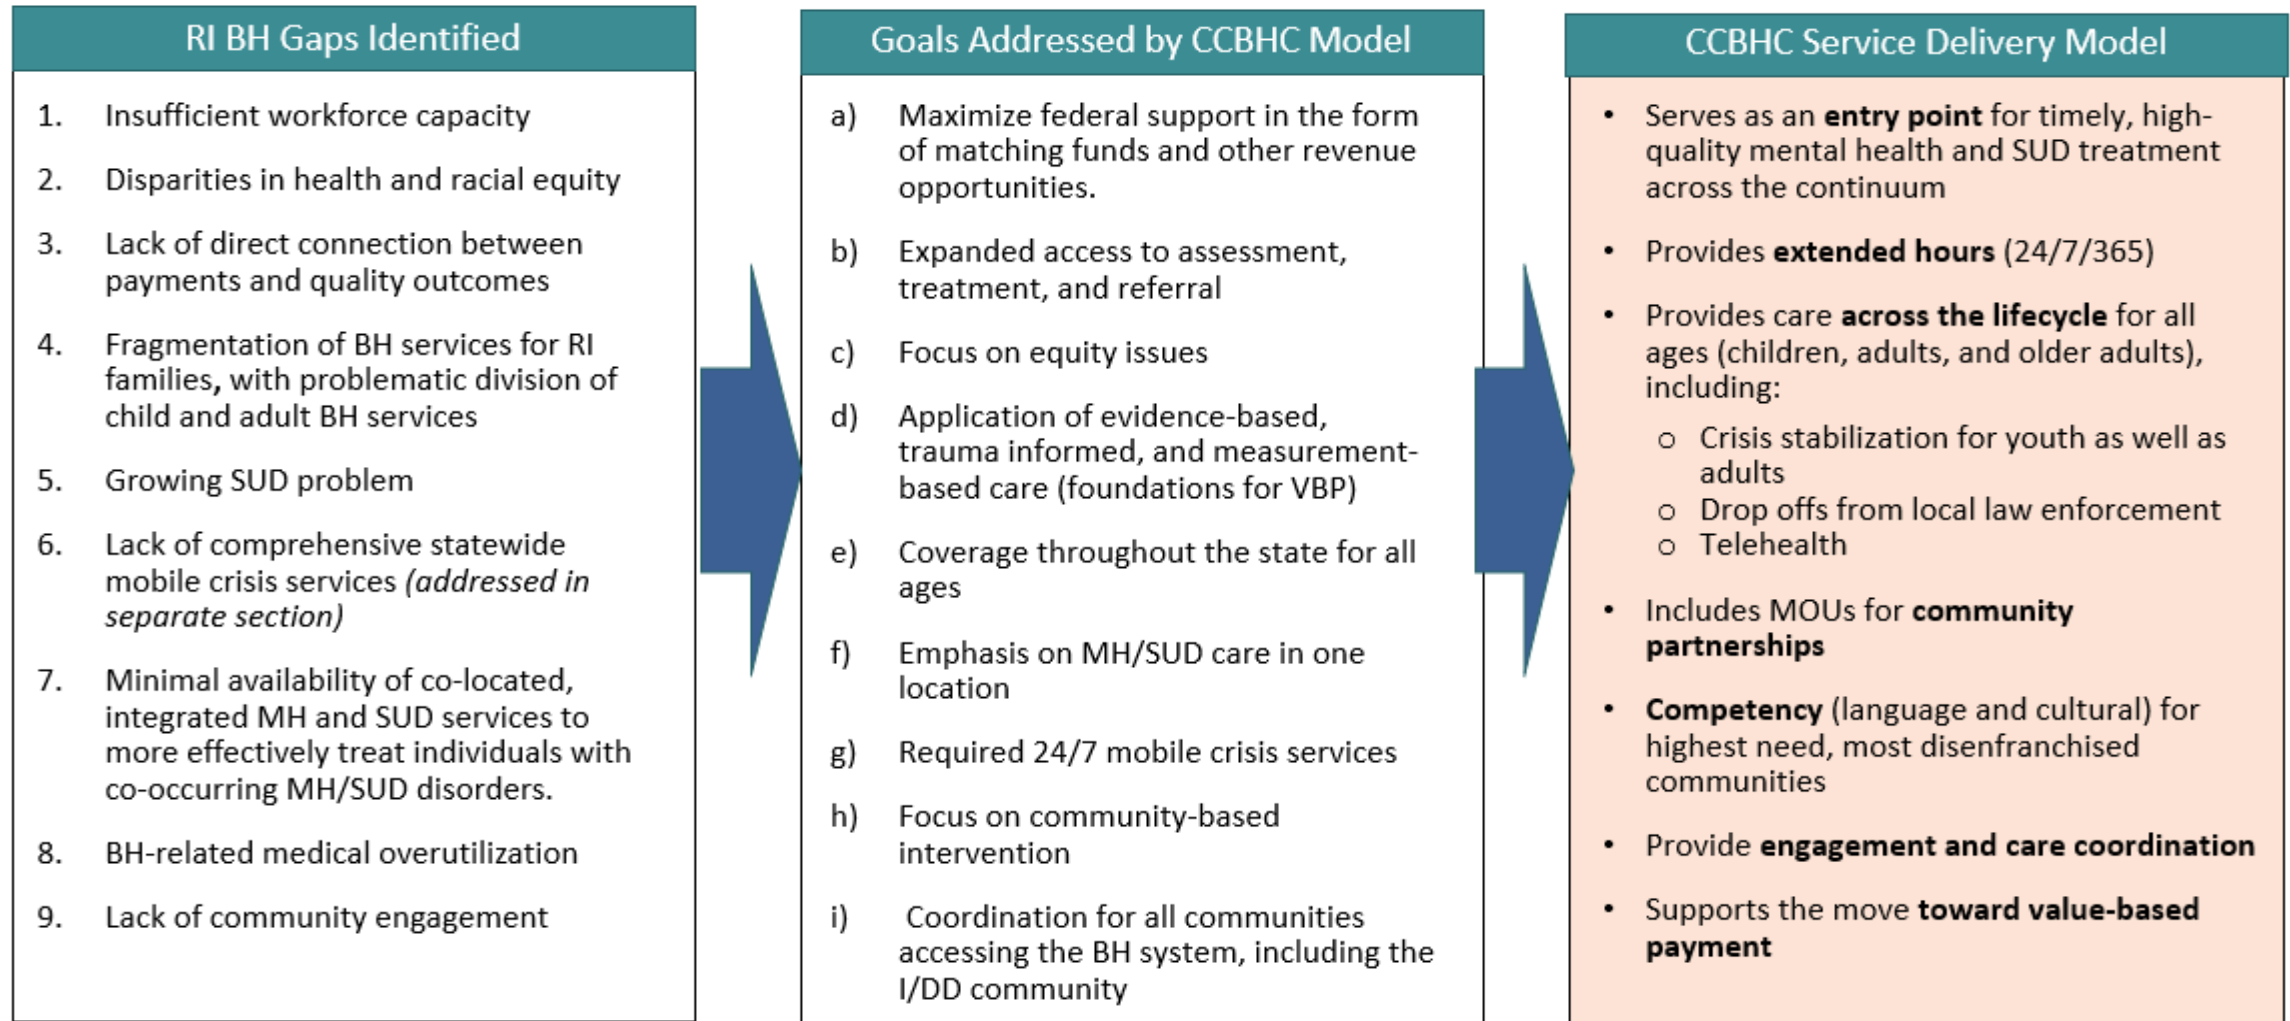 RI BH Gaps Identified
1. Insufficient workforce capacity
2. Disparities in health and racial equity
3. Lack of direct connection between
payments and quality outcomes
4. Fragmentation of BH services for RI
families, with problematic division of
child and adult BH services
5. Growing SUD problem
6. Lack of comprehensive statewide
mobile crisis services (addressed in
separate section)
7. Minimal availability of co-located,
integrated MH and SUD services to
more effectively treat individuals with
co-occurring MH/SUD disorders.
8. BH-related medical overutilization
9. Lack of community engagement
Goals Addressed by CCBHC Model
a) Maximize federal support in the form
of matching funds and other revenue
opportunities.
b) Expanded access to assessment,
treatment, and referral
c) Focus on equity issues
d) Application of evidence-based,
trauma informed, and measurement-
based care (foundations for VBP)
e) Coverage throughout the state for all
ages
f) Emphasis on MH/SUD care in one
location
g) Required 24/7 mobile crisis services
h) Focus on community-based
intervention
i) Coordination for all communities
accessing the BH system, including the
I/DD community
CCBHC Service Delivery Model
• Serves as an entry point for timely, high-
quality mental health and SUD treatment
across the continuum
• Provides extended hours (24/7/365)
• Provides care across the lifecycle for all
ages (children, adults, and older adults),
including:
o Crisis stabilization for youth as well as
adults
o Drop offs from local law enforcement
o Telehealth
• Includes MOUs for community
partnerships
• Competency (language and cultural) for
highest need, most disenfranchised
communities
• Provide engagement and care coordination
• Supports the move toward value-based
payment